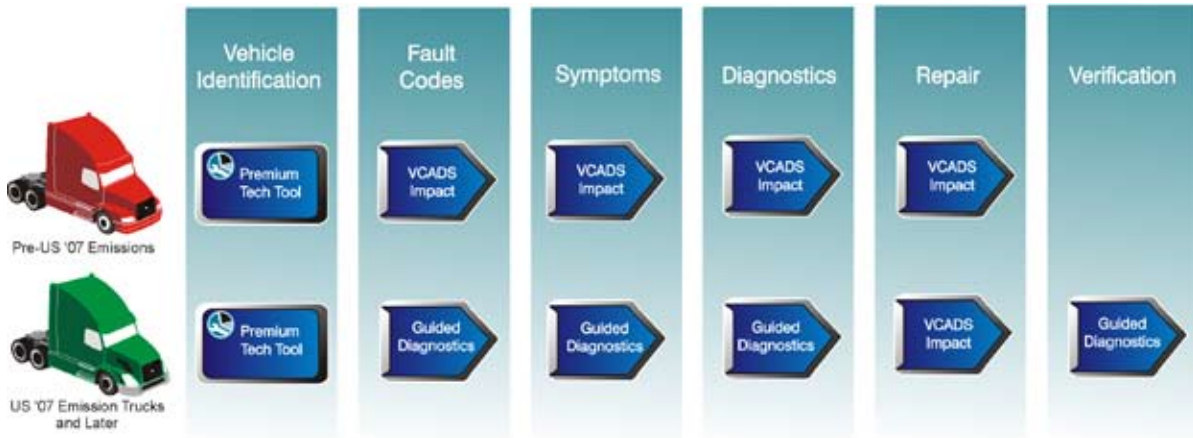 Vehicle
Identification
Fault
Codes
Symptoms
Diagnostics
Repair
Verification
Premium
Tech Tool
VCADS
Impact
VCADS
Impact
VCADS
Impact
VCADS
Impact
Pre-US '07 Emissions
Premium
Tech Tool
Guided
Diagnostics
Guided
Diagnostics
Guided
Diagnostics
VCADS
Impact
Guided
Diagnostics
US '07 Emission Trucks
and Later